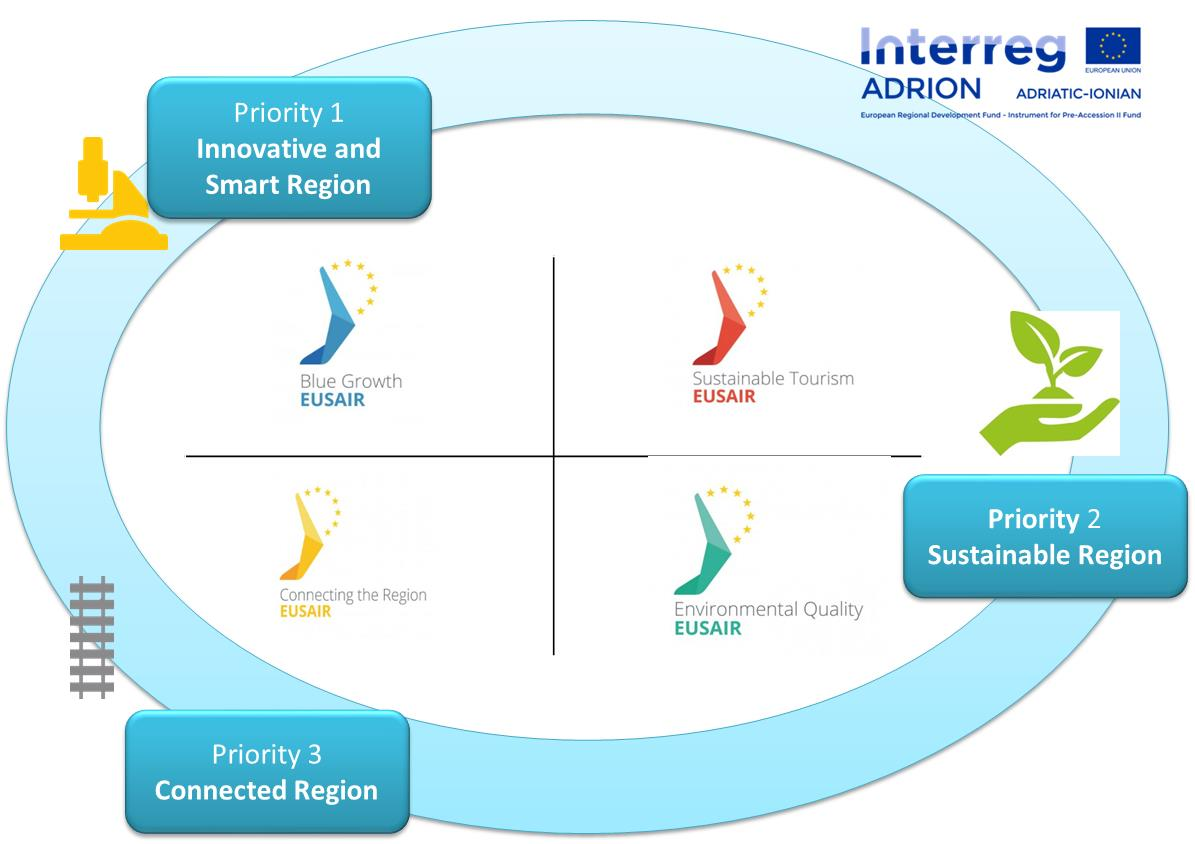 Interreg
EUROPEAN UNION
ADRION ADRIATIC-IONIAN
European Regional Development Fund - Instrument for Pre-Accession II Fund
Priority 1
Innovative and
Smart Region
Blue Growth
EUSAIR
Sustainable Tourism
EUSAIR
Connecting the Region
EUSAIR
Environmental Quality
EUSAIR
Priority 2
Sustainable Region
Priority 3
Connected Region